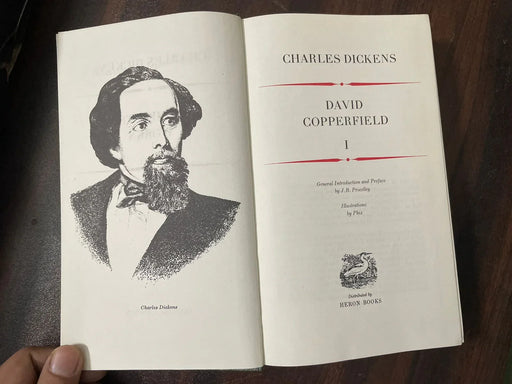 Charles Dickens
CHARLES DICKENS
DAVID
COPPERFIELD
I
General Introduction and Preface
by J.B. Priestley
Illustrations
by Phiz
Distributed by
HERON BOOKS